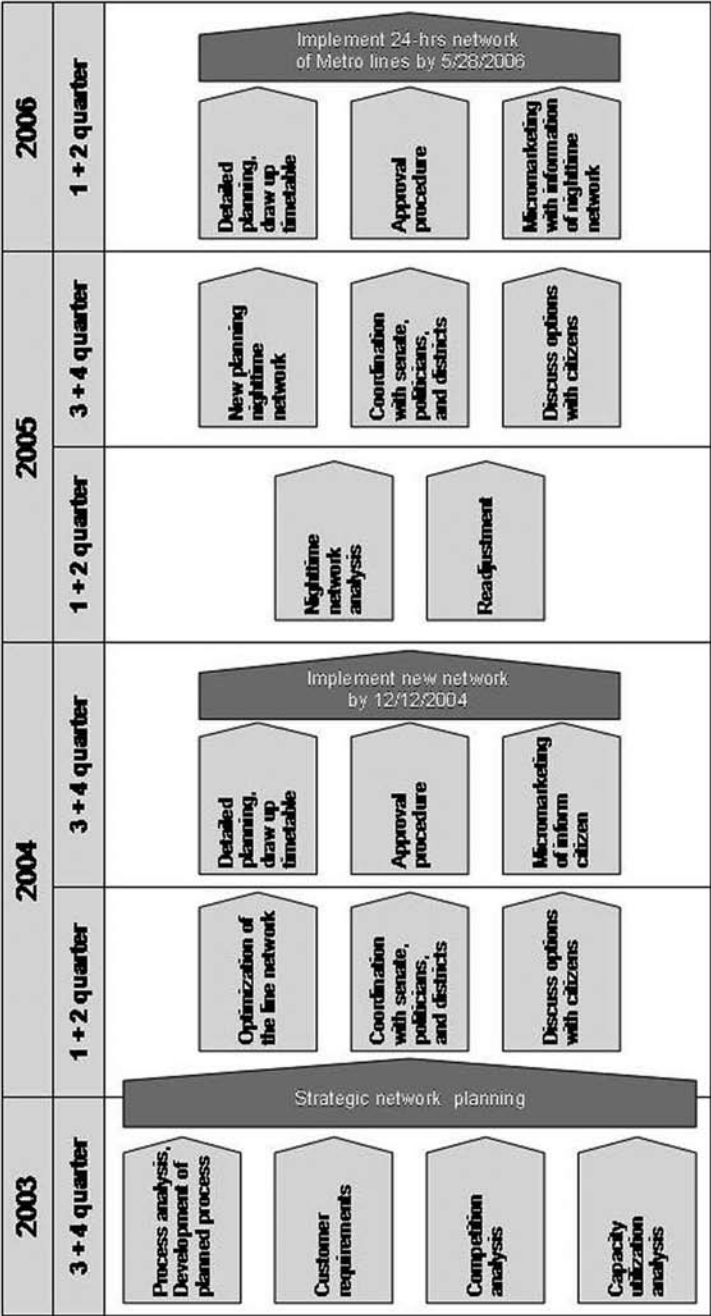 2003
3 + 4 quarter
Process analysis,
Development of
planned process
Customer
requirements
Competition
analysis
Capacity
utilization analysis
Strategic network planning
2004
1 + 2 quarter
Optimization of
the line network
Coordination
with senate,
politicians,
and districts
Discuss options
with citizens
3 + 4 quarter
Detailed
planning,
draw up
timetable
Approval
procedure
Micromarketing
of inform
citizen
Implement new network
by 12/12/2004
2005
1 + 2 quarter
Nighttime
network
analysis
Readjustment
3 + 4 quarter
New planning
nighttime
network
Coordination
with senate,
politicians,
and districts
Discuss options
with citizens
2006
1 + 2 quarter
Detailed
planning,
draw up
timetable
Approval
procedure
Micromarketing
with information
of nighttime
network
Implement 24-hrs network
of Metro lines by 5/28/2006